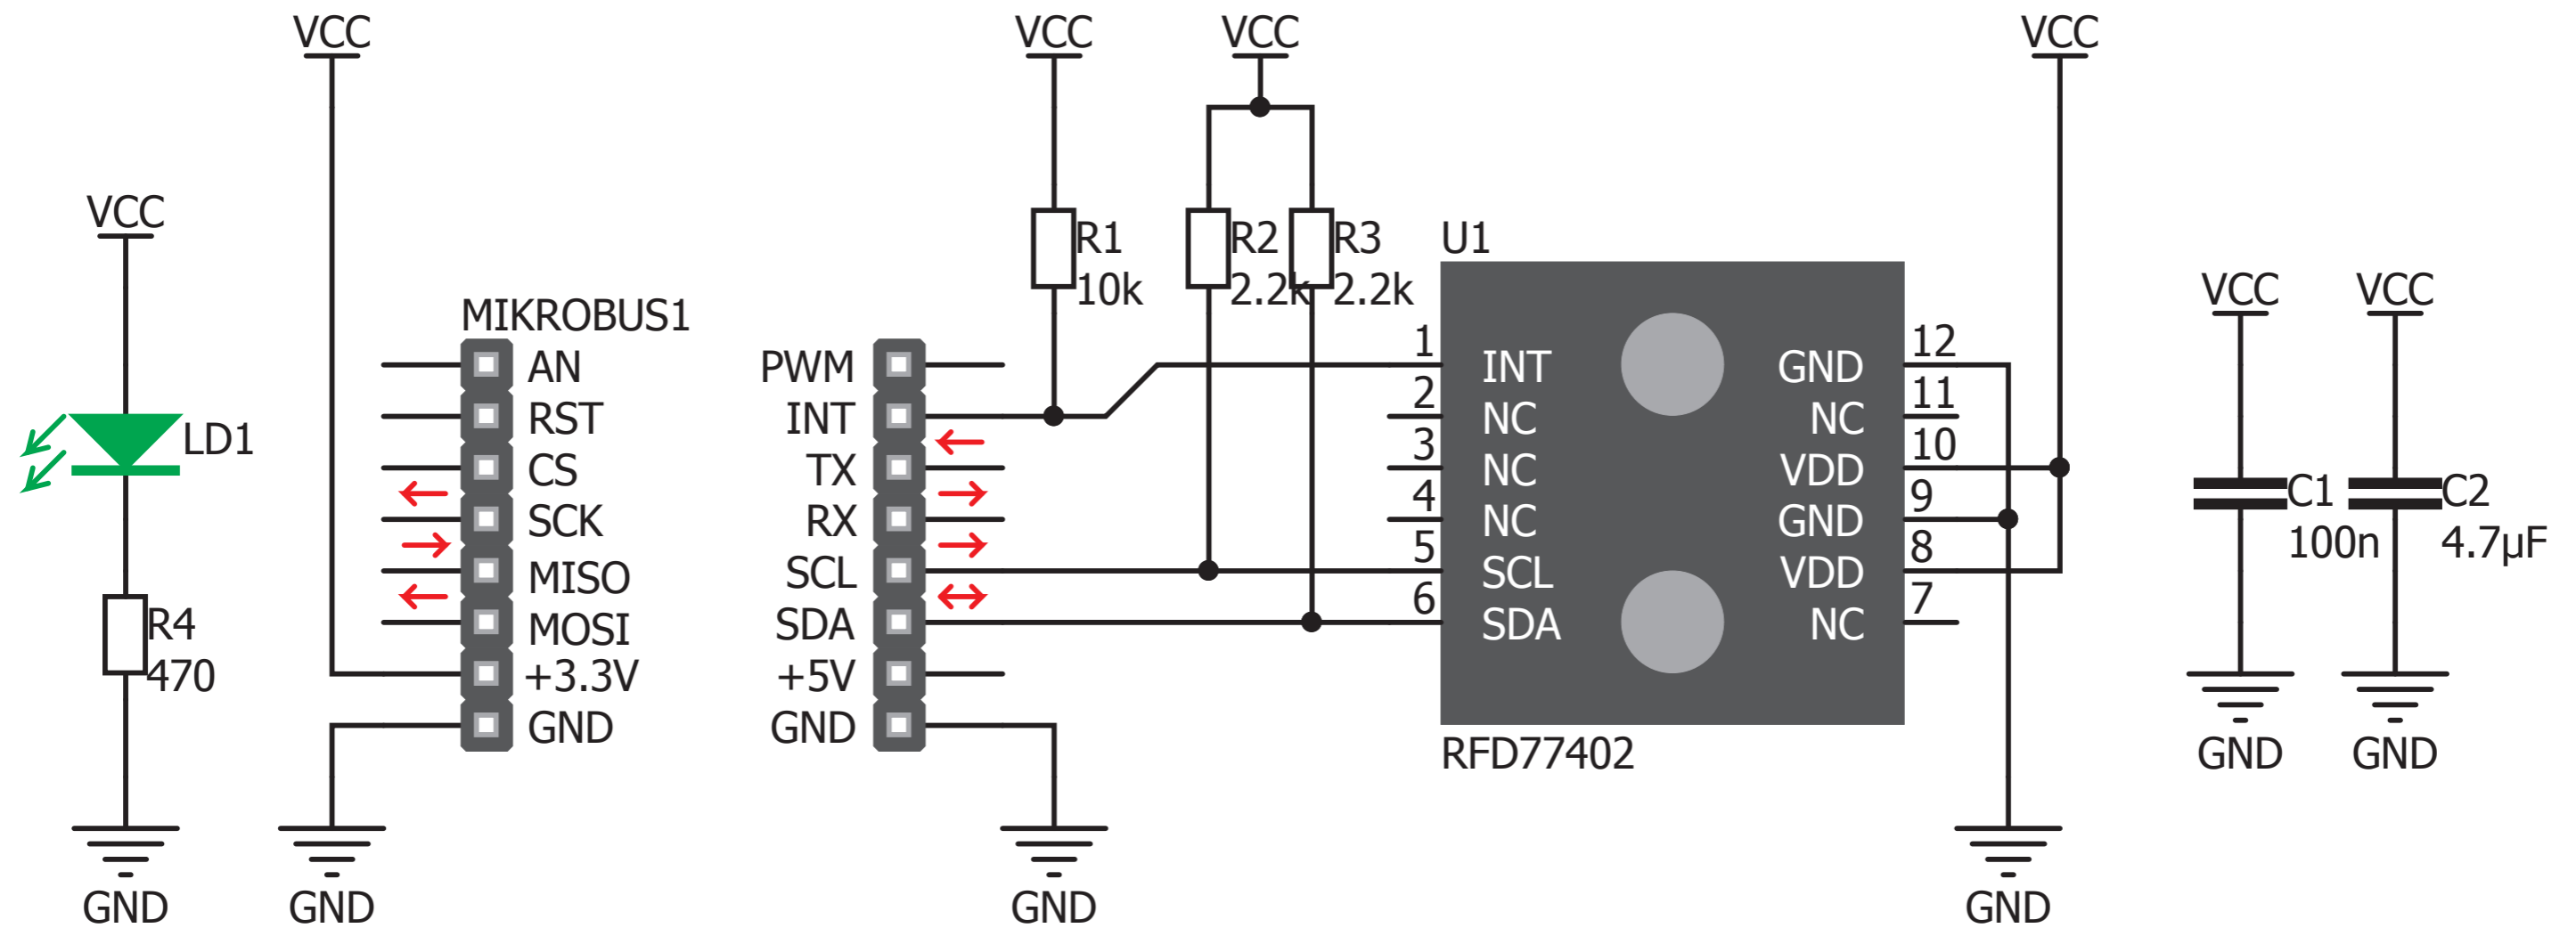 VCC
VCC
VCC
VCC
VCC
LD1
R4
470
GND
GND
MIKROBUS1
AN
RST
CS
SCK
MISO
MOSI
+3.3V
GND
PWM
INT
TX
RX
SCL
SDA
+5V
GND
GND
R1
10k
R2
2.2k
R3
2.2k
U1
1
2
3
4
5
6
INT
NC
NC
NC
SCL
SDA
GND
NC
VDD
GND
VDD
NC
12
11
10
9
8
7
RFD77402
GND
VCC
C1
100n
GND
VCC
C2
4.7µF
GND